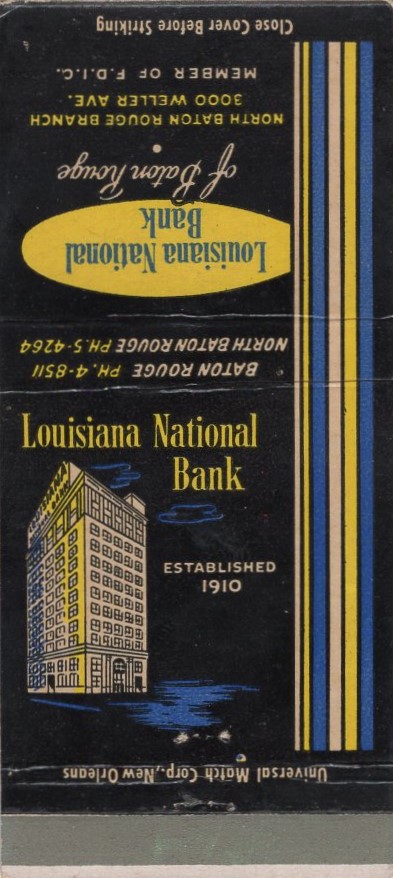 Close Cover Before Striking
MEMBER OF F.D.I.C.
3000 WELLER AVE.
NORTH BATON ROUGE BRANCH
of Baton Rouge
Louisiana National
Bank
NORTH BATON ROUGE PH. 5-4264
BATON ROUGE PH. 4-8511
Louisiana National
Bank
ESTABLISHED
1910
Universal Match Corp., New Orleans